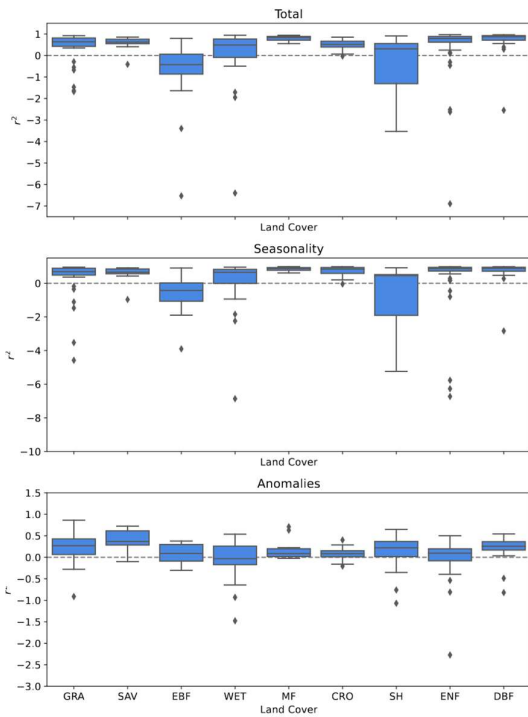 Total
1
0
−1
−2
−3
−4
−5
−6
−7
r²
Land Cover
Seasonality
0
−2
−4
−6
−8
−10
r²
Land Cover
Anomalies
1.5
1.0
0.5
0.0
−0.5
−1.0
−1.5
−2.0
−2.5
−3.0
GRA SAV EBF WET MF CRO SH ENF DBF
Land Cover